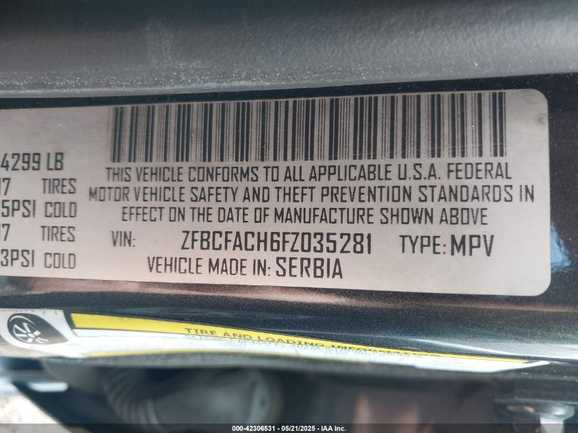 4299 LB
THIS VEHICLE CONFORMS TO ALL APPLICABLE U.S.A. FEDERAL
17 TIRES MOTOR VEHICLE SAFETY AND THEFT PREVENTION STANDARDS IN
5PSI COLD EFFECT ON THE DATE OF MANUFACTURE SHOWN ABOVE
17 TIRES VIN: ZFBCFACH6FZ035281 TYPE: MPV
3PSI COLD VEHICLE MADE IN: SERBIA
TIRE AND LOADING INFORMATION
000-42306531 - 05/21/2025 - IAA Inc.